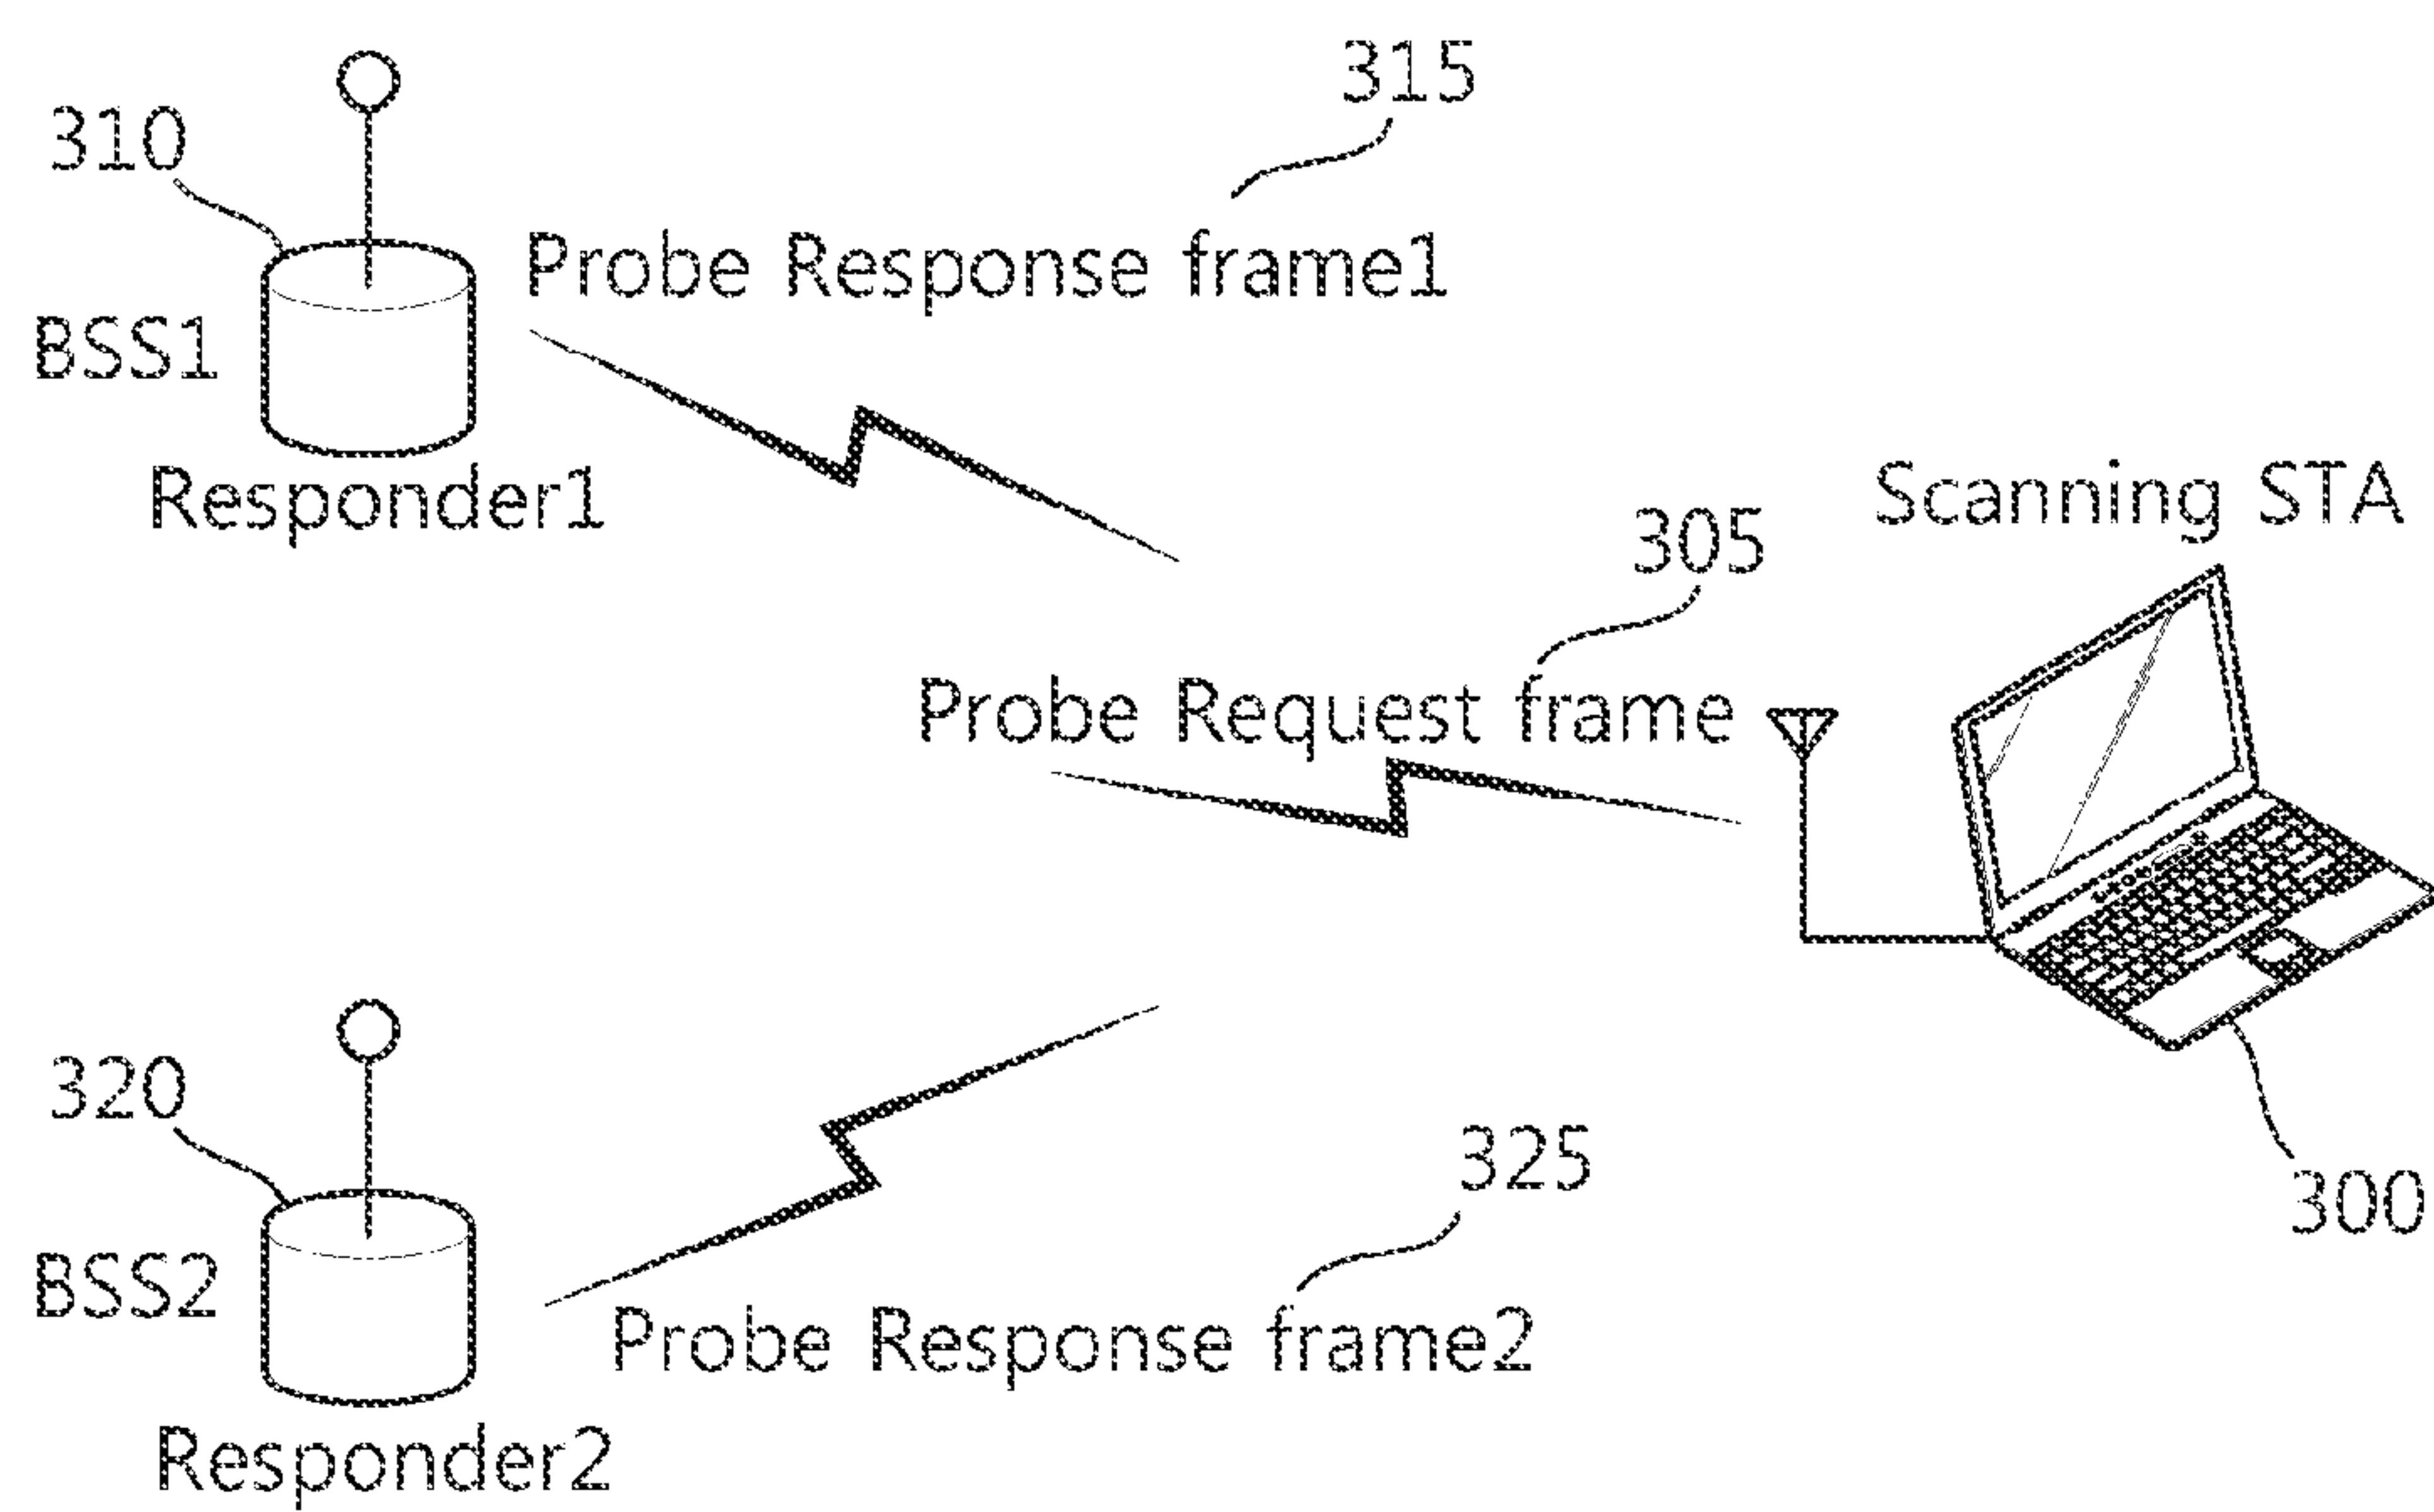 315
310
Probe Response frame1
BSS1
Responder1
Scanning STA
305
Probe Request frame
320
325
300
BSS2
Probe Response frame2
Responder2